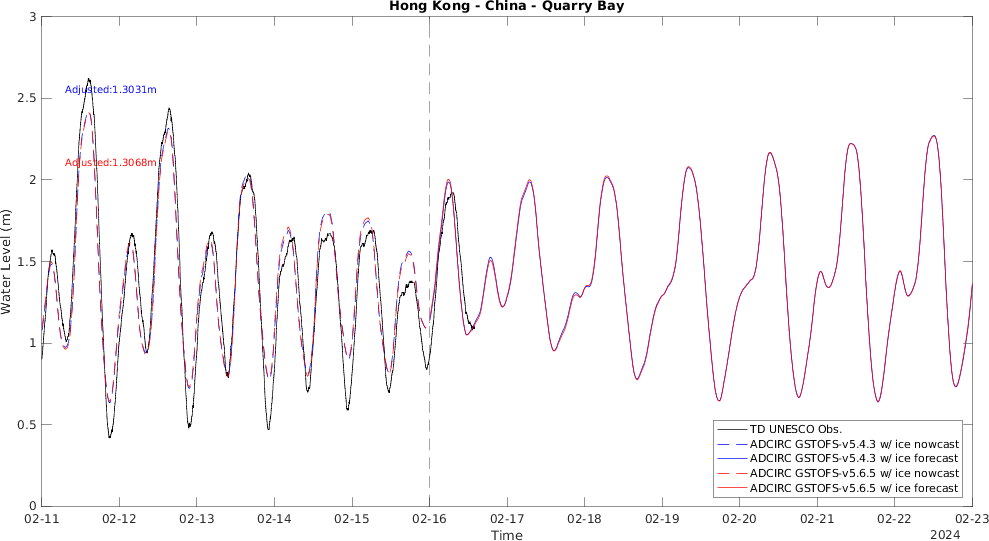 Hong Kong - China - Quarry Bay
Water Level (m)
3
2.5
2
1.5
1
0.5
0
Adjusted:1.3031m
Adjusted:1.3068m
TD UNESCO Obs.
ADCIRC GSTOFS-v5.4.3 w/ ice nowcast
ADCIRC GSTOFS-v5.4.3 w/ ice forecast
ADCIRC GSTOFS-v5.6.5 w/ ice nowcast
ADCIRC GSTOFS-v5.6.5 w/ ice forecast
02-11 02-12 02-13 02-14 02-15 02-16 02-17 02-18 02-19 02-20 02-21 02-22 02-23
Time
2024